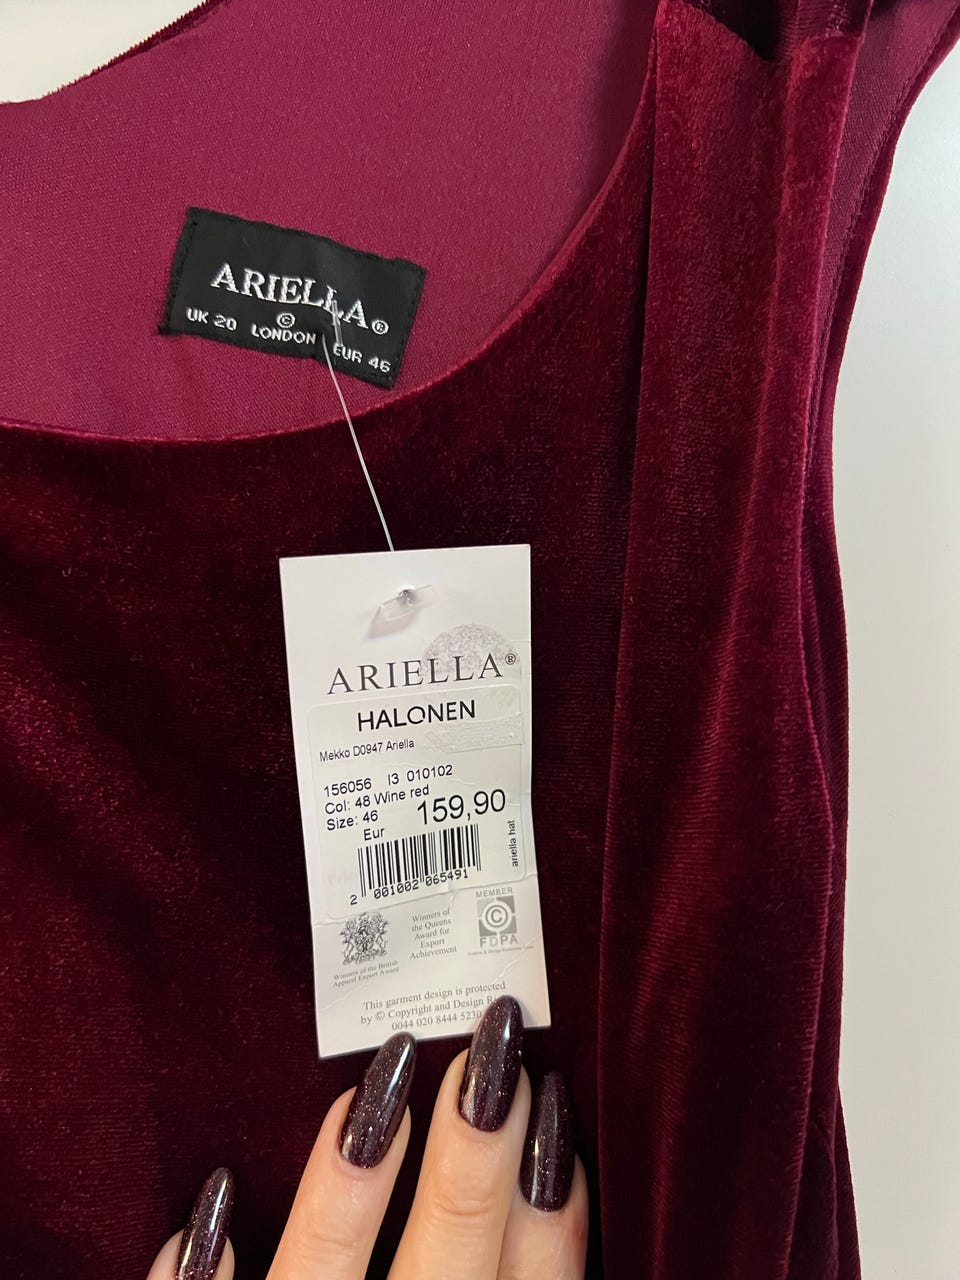 ARIELLA®
©
UK 20 LONDON EUR 46
ARIELLA®
HALONEN
Mekko D0947 Ariella
156056 I3 010102
Col: 48 Wine red
Size: 46 159,90
Eur
ariella hat
2 001002 065491
Winners of the British
Apparel Export Award
Winners of
the Queens
Award for
Export
Achievement
MEMBER
©
FDPA
This garment design is protected
by © Copyright and Design
0044 020 8444 5230